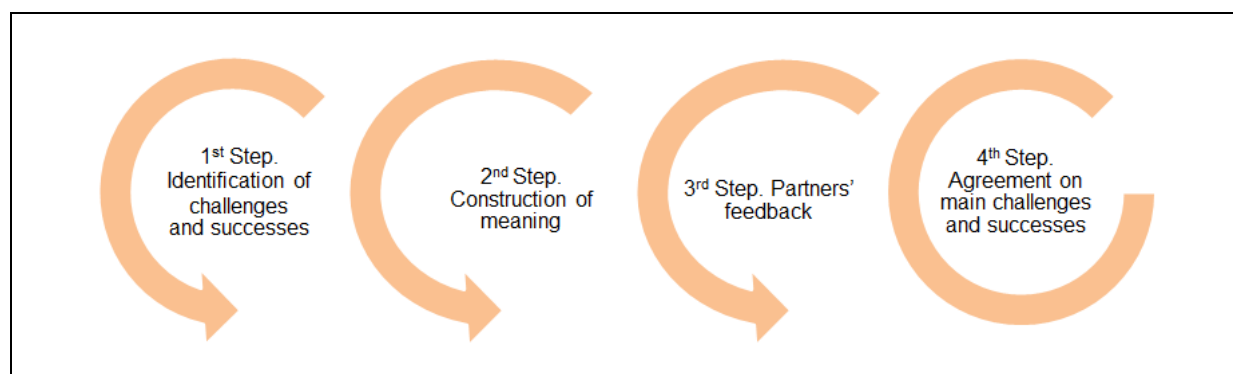 1st Step.
Identification of
challenges
and successes
2nd Step.
Construction of
meaning
3rd Step. Partners’
feedback
4th Step.
Agreement on
main challenges
and successes